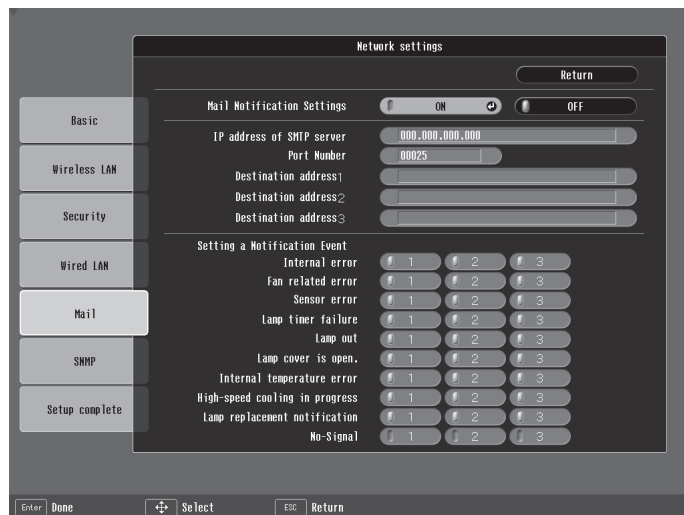 Network settings
Return
Mail Notification Settings ON OFF
Basic
IP address of SMTP server 000.000.000.000
Port Number 00025
Wireless LAN
Destination address1
Destination address2
Security
Destination address3
Setting a Notification Event
Wired LAN
Internal error 1 2 3
Fan related error 1 2 3
Sensor error 1 2 3
Mail
Lamp timer failure 1 2 3
Lamp out 1 2 3
SNMP
Lamp cover is open. 1 2 3
Internal temperature error 1 2 3
High-speed cooling in progress 1 2 3
Setup complete
Lamp replacement notification 1 2 3
No-Signal 1 2 3
Enter Done Select ESC Return